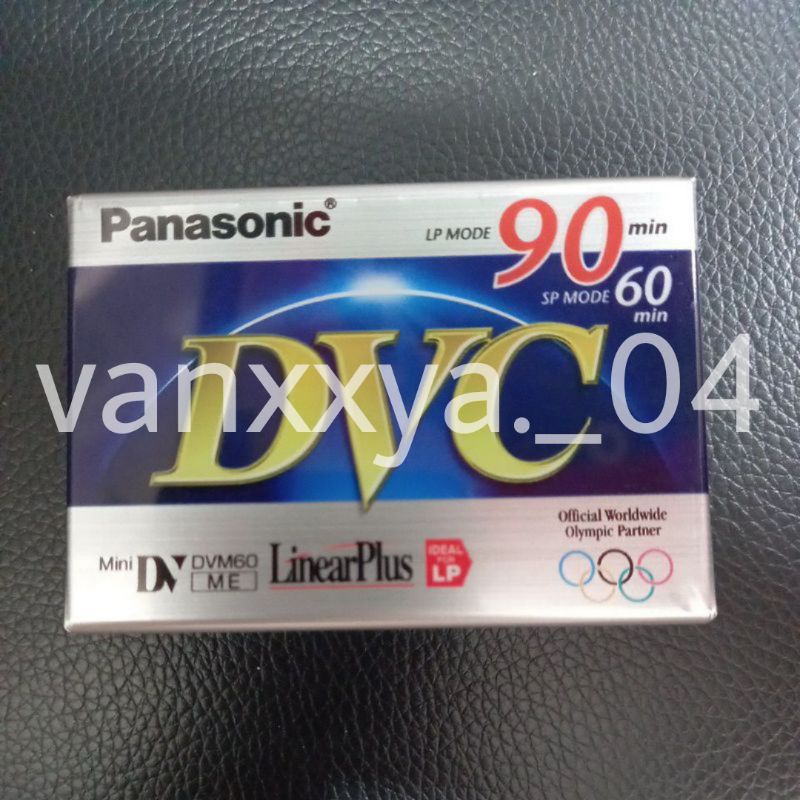 Panasonic®
LP MODE 90 min
SP MODE 60 min
DVC
vanxxya._04
Mini DV DVM60 ME LinearPlus IDEAL FOR LP
Official Worldwide
Olympic Partner